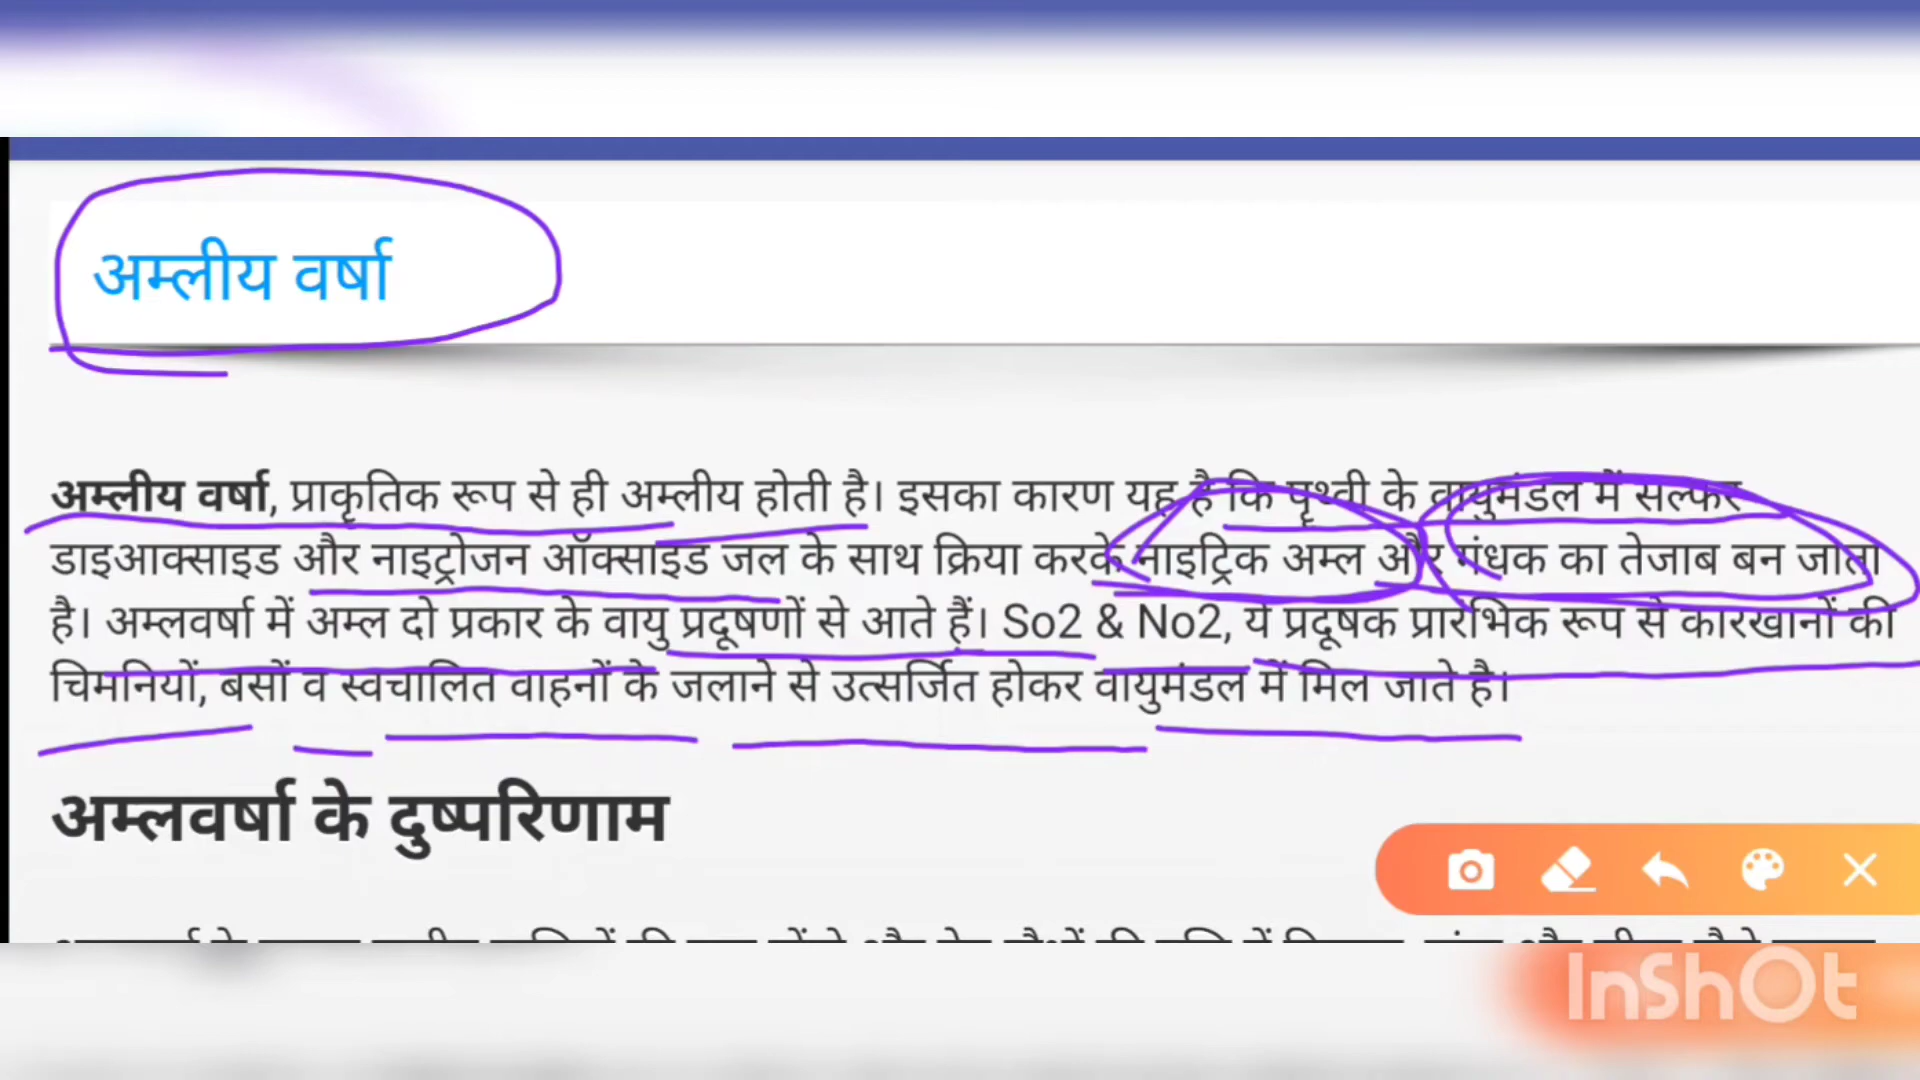 अम्लीय वर्षा
अम्लीय वर्षा, प्राकृतिक रूप से ही अम्लीय होती है। इसका कारण यह है कि पृथ्वी के वायुमंडल में सल्फर
डाइआक्साइड और नाइट्रोजन ऑक्साइड जल के साथ क्रिया करके नाइट्रिक अम्ल और गंधक का तेजाब बन जाता
है। अम्लवर्षा में अम्ल दो प्रकार के वायु प्रदूषणों से आते हैं। So2 & No2, ये प्रदूषक प्रारंभिक रूप से कारखानों की
चिमनियों, बसों व स्वचालित वाहनों के जलाने से उत्सर्जित होकर वायुमंडल में मिल जाते है।
अम्लवर्षा के दुष्परिणाम
InShOt